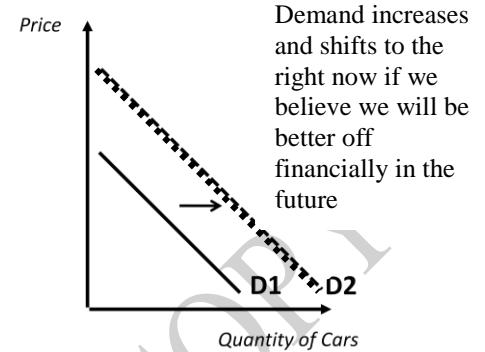 Price
Demand increases
and shifts to the
right now if we
believe we will be
better off
financially in the
future
D1
D2
Quantity of Cars
OPY